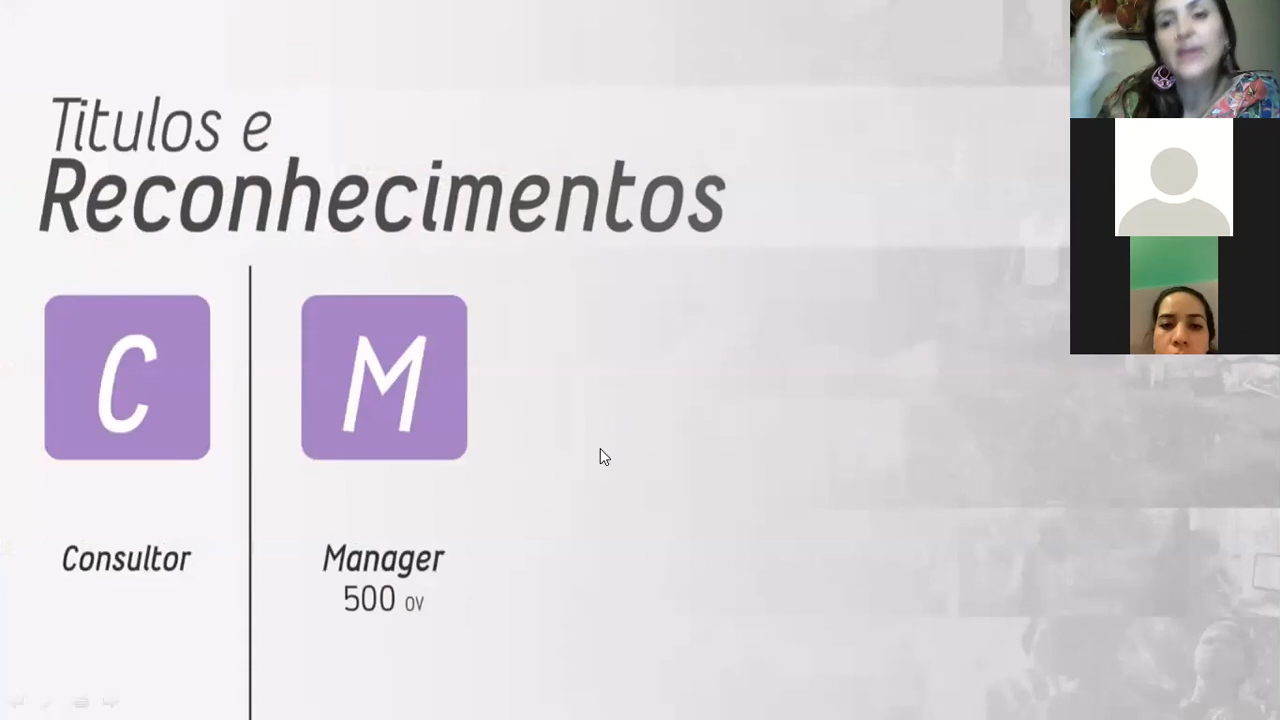 Titulos e
Reconhecimentos
C
M
Consultor
Manager
500 OV